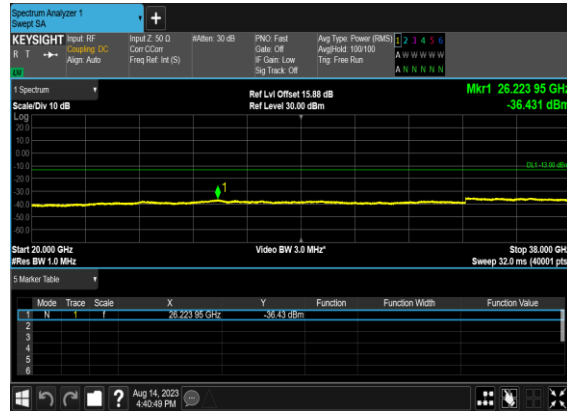 Spectrum Analyzer 1
Swept SA
KEYSIGHT Input: RF Input Z: 50 Ω #Atten: 30 dB PNO: Fast Avg Type: Power (RMS) 1 2 3 4 5 6
R T Coupling: DC Corr CCorr Gate: Off Avg|Hold: 100/100 A W W W W W
Align: Auto Freq Ref: Int (S) IF Gain: Low Trig: Free Run
Sig Track: Off A N N N N N
1 Spectrum Ref Lvl Offset 15.88 dB Mkr1 26.223 95 GHz
Scale/Div 10 dB Ref Level 30.00 dBm -36.431 dBm
Log
20.0
10.0
0.00
-10.0 DL1 -13.00 dBm
-20.0
-30.0 1
-40.0
-50.0
-60.0
Start 20.000 GHz Video BW 3.0 MHz* Stop 38.000 GHz
#Res BW 1.0 MHz Sweep 32.0 ms (40001 pts)
5 Marker Table
Mode Trace Scale X Y Function Function Width Function Value
1 N 1 f 26.223 95 GHz -36.43 dBm
2
3
4
5
6
? Aug 14, 2023
4:40:49 PM